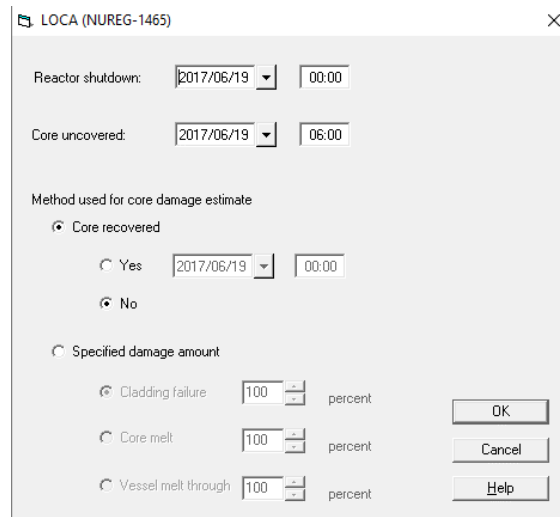 LOCA (NUREG-1465)
Reactor shutdown: 2017/06/19 00:00
Core uncovered: 2017/06/19 06:00
Method used for core damage estimate
Core recovered
Yes 2017/06/19 00:00
No
Specified damage amount
Cladding failure 100 percent
OK
Core melt 100 percent
Cancel
Vessel melt through 100 percent
Help